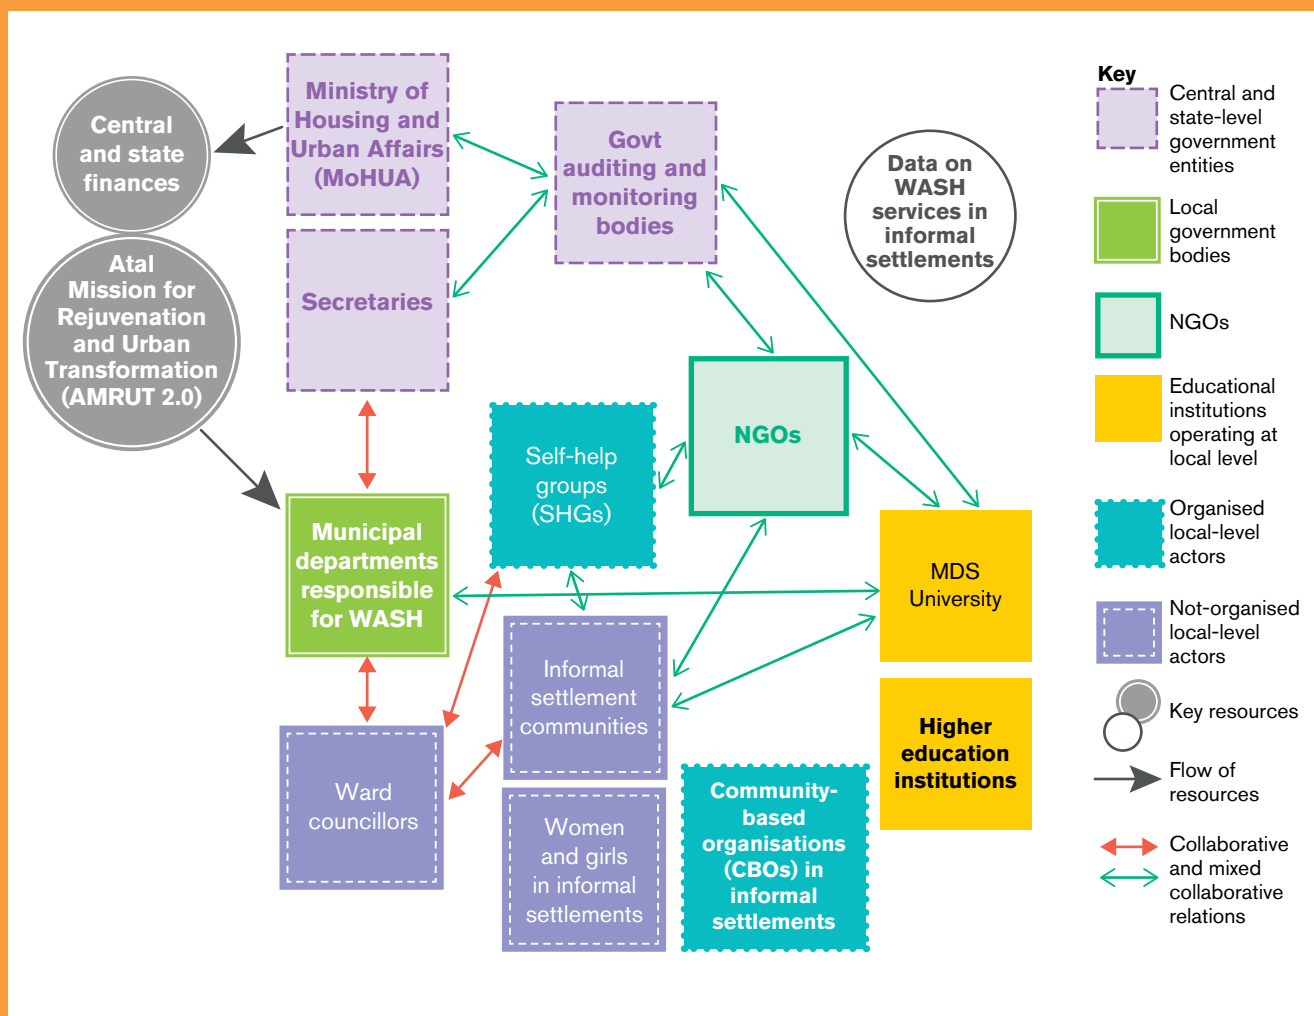 Central
and state
finances
Atal
Mission for
Rejuvenation
and Urban
Transformation
(AMRUT 2.0)
Ministry of
Housing and
Urban Affairs
(MoHUA)
Secretaries
Govt
auditing and
monitoring
bodies
Data on
WASH
services in
informal
settlements
NGOs
Self-help
groups
(SHGs)
Municipal
departments
responsible
for WASH
MDS
University
Informal
settlement
communities
Ward
councillors
Women
and girls
in informal
settlements
Community-
based
organisations
(CBOs) in
informal
settlements
Higher
education
institutions
Key
Central and
state-level
government
entities
Local
government
bodies
NGOs
Educational
institutions
operating at
local level
Organised
local-level
actors
Not-organised
local-level
actors
Key resources
Flow of
resources
Collaborative
and mixed
collaborative
relations